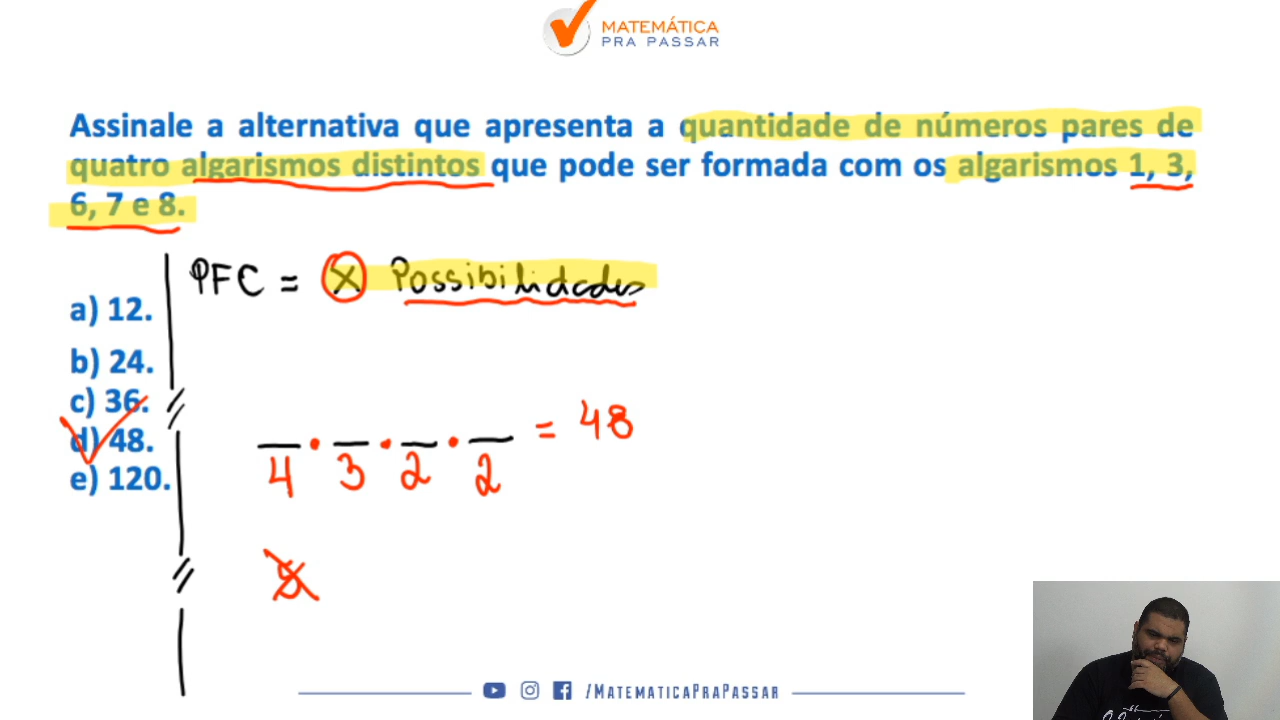 MATEMÁTICA
PRA PASSAR
Assinale a alternativa que apresenta a quantidade de números pares de
quatro algarismos distintos que pode ser formada com os algarismos 1, 3,
6, 7 e 8.
PFC = X Possibilidades
a) 12.
b) 24.
c) 36.
d) 48.
e) 120.
4 · 3 · 2 · 2 = 48
/MatematicaPraPassar